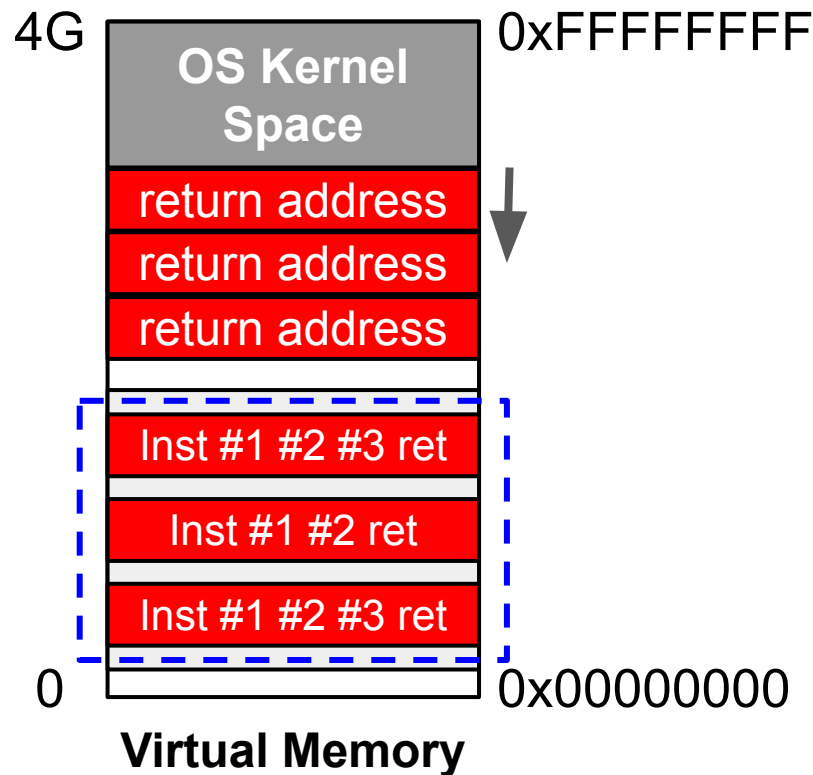 4G
0xFFFFFFFF
OS Kernel
Space
return address
return address
return address
Inst #1 #2 #3 ret
Inst #1 #2 ret
Inst #1 #2 #3 ret
0
0x00000000
Virtual Memory